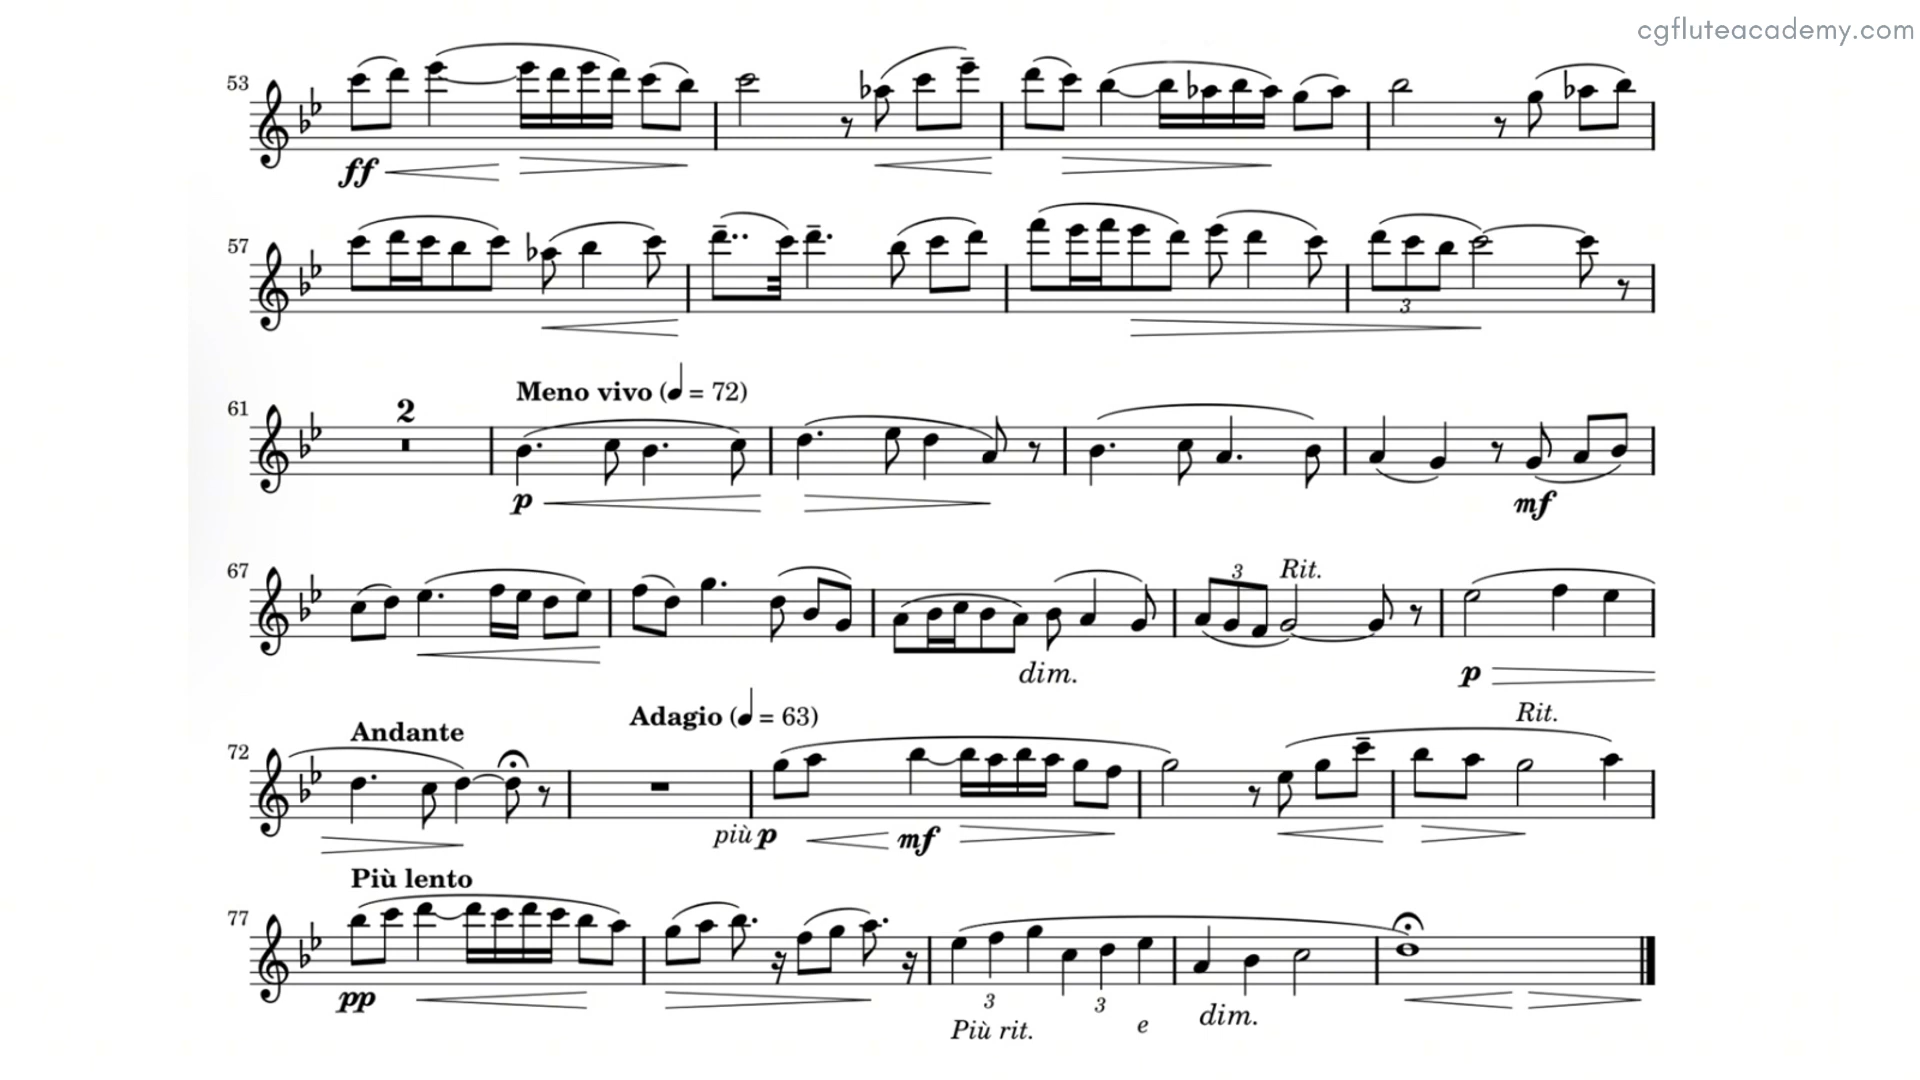 cgfluteacademy.com
53
ff
57
3
61
2
Meno vivo (♩ = 72)
p
mf
67
3
Rit.
dim.
p
72
Andante
Adagio (♩ = 63)
Rit.
più p
mf
77
Più lento
pp
3
3
Più rit.
e
dim.